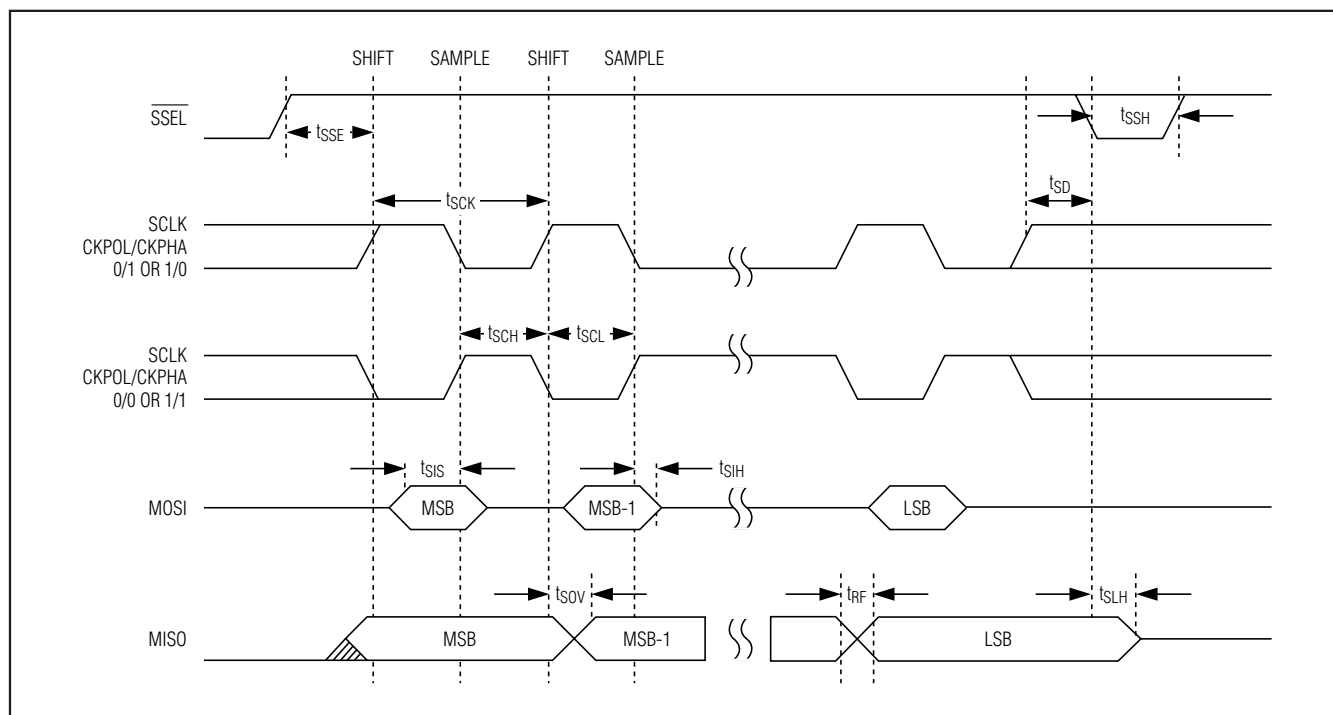 SHIFT SAMPLE SHIFT SAMPLE
SSEL
tSSE
tSSH
tSD
tSCK
SCLK
CKPOL/CKPHA
0/1 OR 1/0
tSCH
tSCL
SCLK
CKPOL/CKPHA
0/0 OR 1/1
tSIS
tSIH
MOSI
MSB
MSB-1
LSB
tSOV
tRF
tSLH
MISO
MSB
MSB-1
LSB